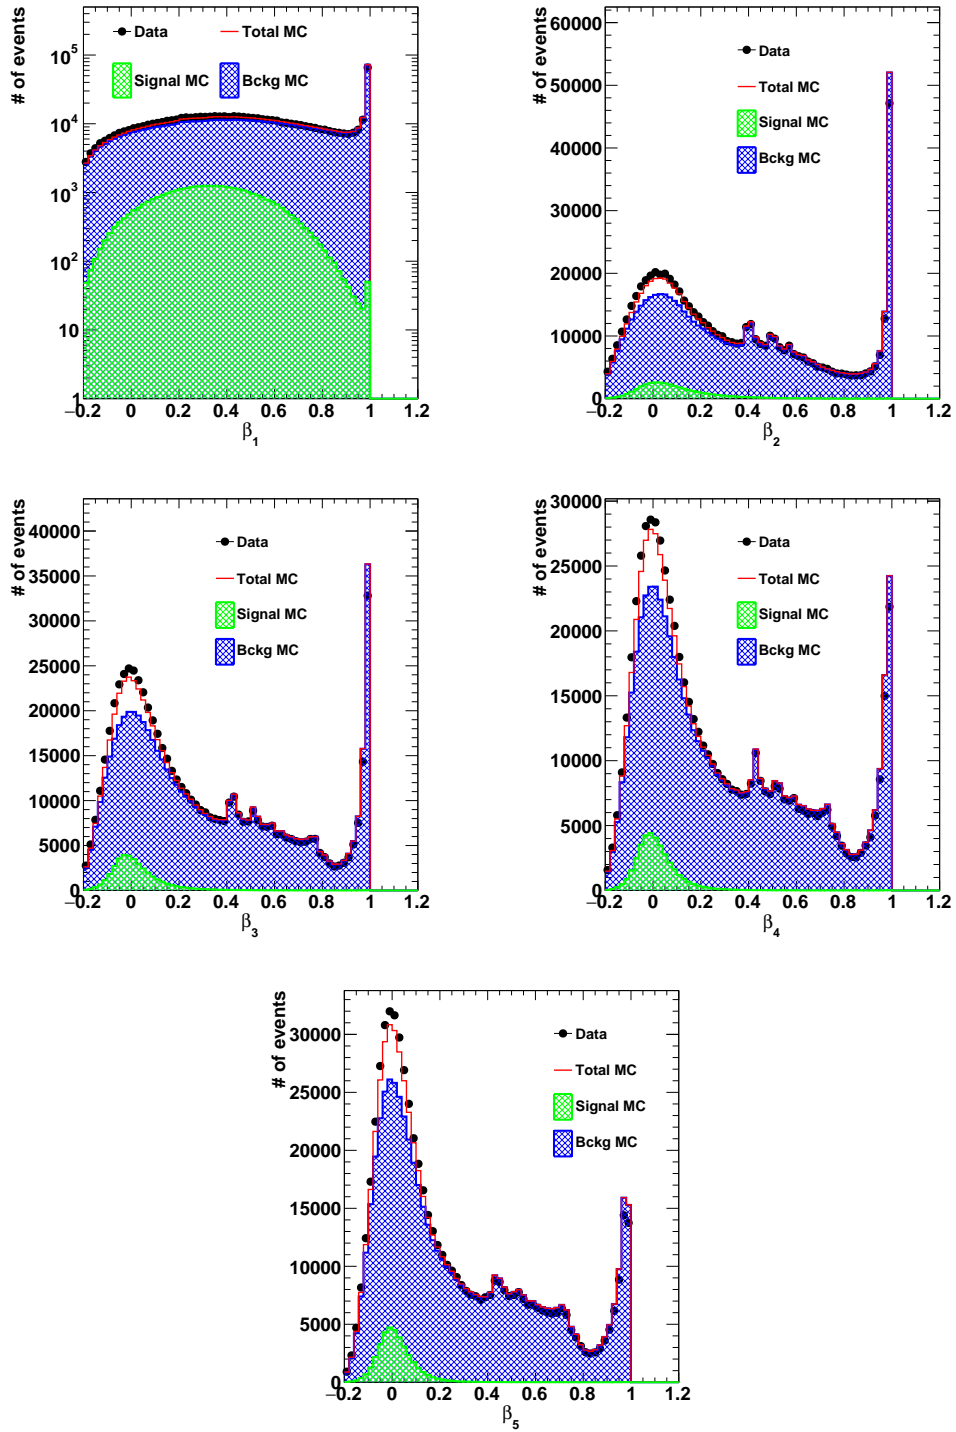 # of events
Data
Total MC
Signal MC
Bckg MC
10^5
10^4
10^3
10^2
10
1
−0.2 0 0.2 0.4 0.6 0.8 1 1.2
β_1
# of events
60000
50000
40000
30000
20000
10000
0
Data
Total MC
Signal MC
Bckg MC
−0.2 0 0.2 0.4 0.6 0.8 1 1.2
β_2
# of events
40000
35000
30000
25000
20000
15000
10000
5000
0
Data
Total MC
Signal MC
Bckg MC
−0.2 0 0.2 0.4 0.6 0.8 1 1.2
β_3
# of events
30000
25000
20000
15000
10000
5000
0
Data
Total MC
Signal MC
Bckg MC
−0.2 0 0.2 0.4 0.6 0.8 1 1.2
β_4
# of events
30000
25000
20000
15000
10000
5000
0
Data
Total MC
Signal MC
Bckg MC
−0.2 0 0.2 0.4 0.6 0.8 1 1.2
β_5